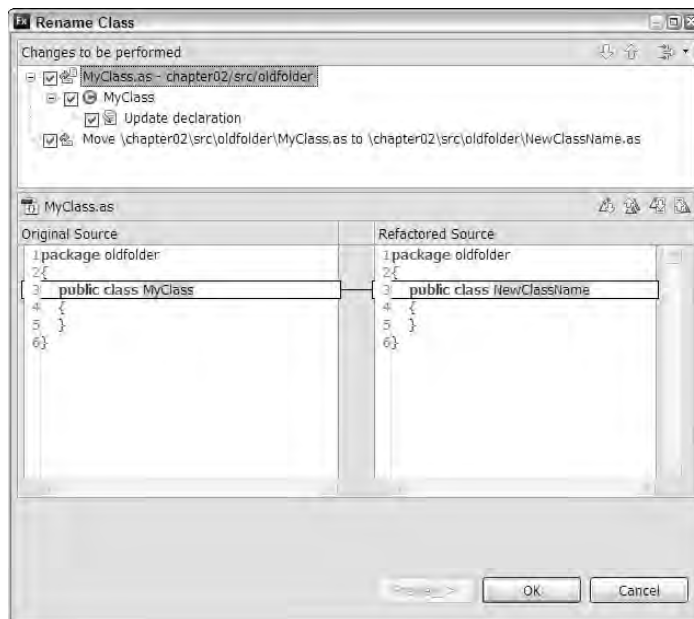 Fx Rename Class
Changes to be performed
MyClass.as - chapter02/src/oldfolder
MyClass
Update declaration
Move \chapter02\src\oldfolder\MyClass.as to \chapter02\src\oldfolder\NewClassName.as
MyClass.as
Original Source
1package oldfolder
2{
3 public class MyClass
4 {
5 }
6}
Refactored Source
1package oldfolder
2{
3 public class NewClassName
4 {
5 }
6}
OK
Cancel